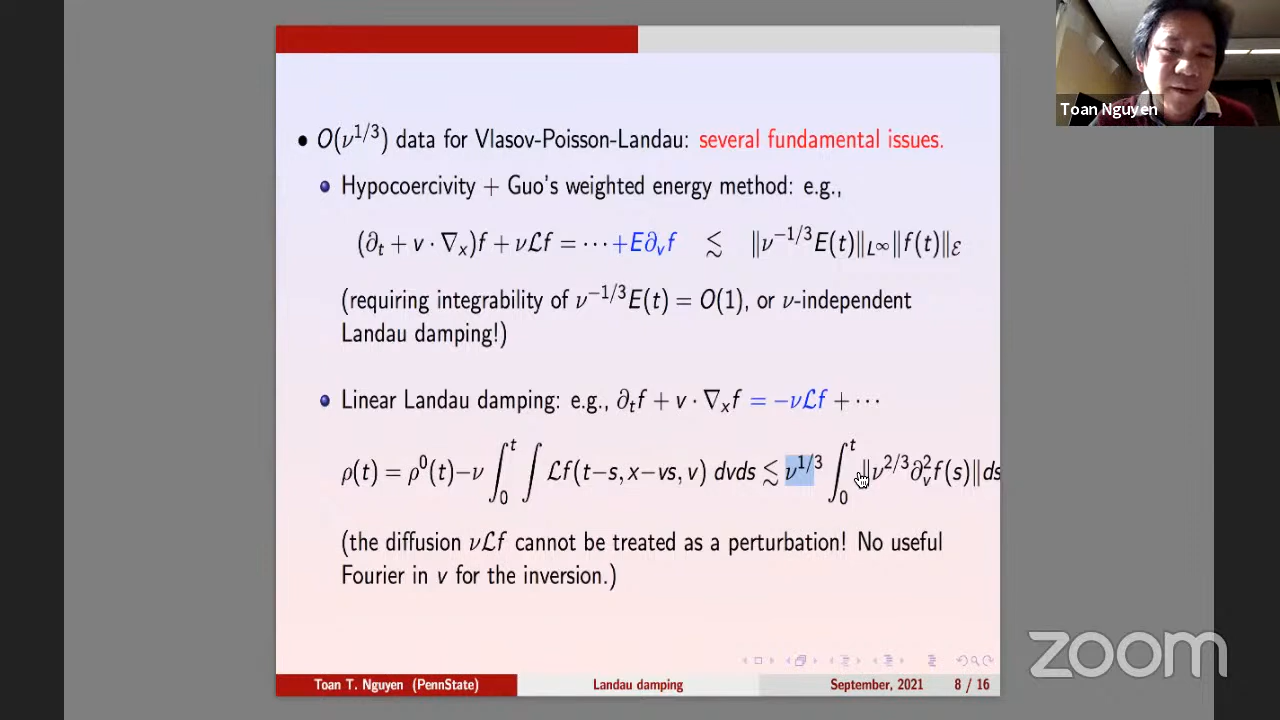 Toan Nguyen
• O(ν^{1/3}) data for Vlasov-Poisson-Landau: several fundamental issues.
Hypocoercivity + Guo's weighted energy method: e.g.,
(∂_t + v · ∇_x)f + νℒf = ··· +E∂_v f ≲ ‖ν^{-1/3}E(t)‖_{L^∞}‖f(t)‖_ℰ
(requiring integrability of ν^{-1/3}E(t) = O(1), or ν-independent
Landau damping!)
Linear Landau damping: e.g., ∂_t f + v · ∇_x f = −νℒf + ···
ρ(t) = ρ^0(t)−ν ∫_0^t ∫ ℒf(t−s, x−vs, v) dvds ≲ ν^{1/3} ∫_0^t ‖ν^{2/3}∂_v^2 f(s)‖ds
(the diffusion νℒf cannot be treated as a perturbation! No useful
Fourier in v for the inversion.)
zoom
Toan T. Nguyen (PennState) Landau damping September, 2021 8 / 16